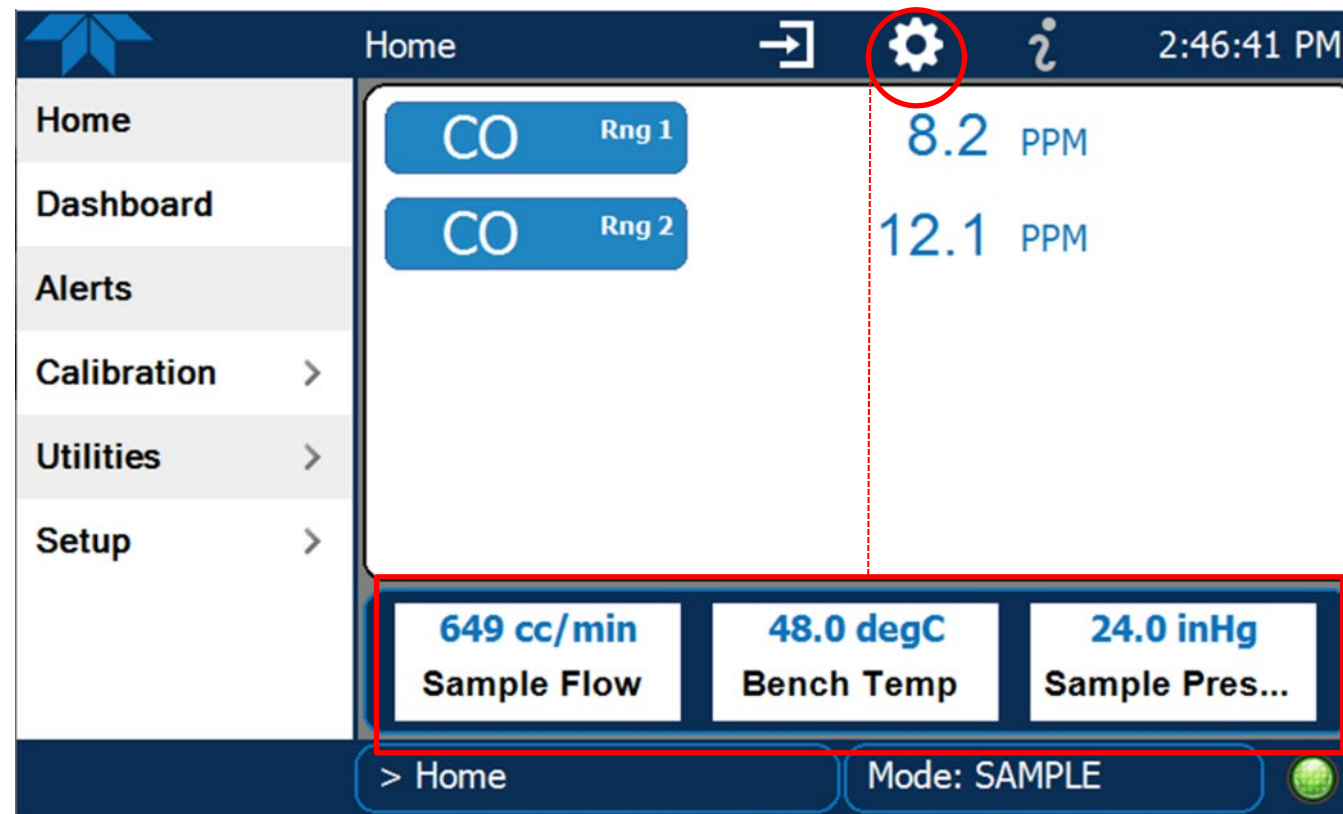 Home
2:46:41 PM
Home
Dashboard
Alerts
Calibration >
Utilities >
Setup >
CO Rng 1 8.2 PPM
CO Rng 2 12.1 PPM
649 cc/min
Sample Flow
48.0 degC
Bench Temp
24.0 inHg
Sample Pres...
> Home
Mode: SAMPLE